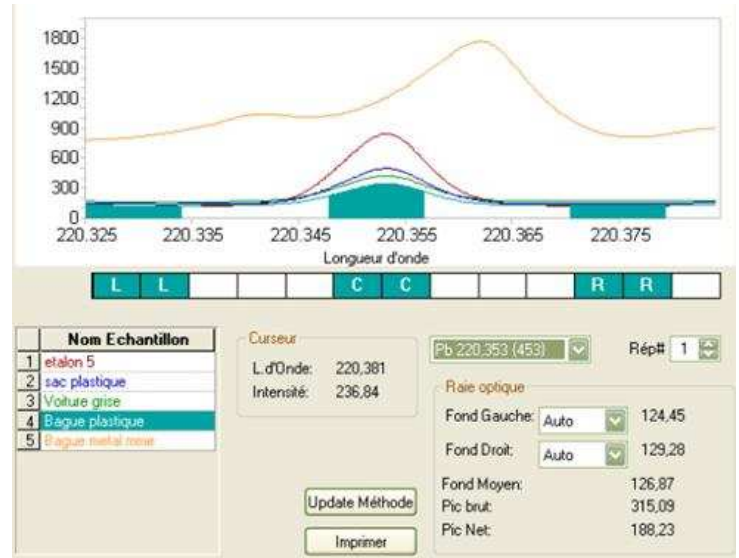 1800
1500
1200
900
600
300
0
220.325 220.335 220.345 220.355 220.365 220.375
Longueur d'onde
L L C C R R
Nom Echantillon
1 etalon 5
2 sac plastique
3 Voiture grise
4 Bague plastique
5 Bague metal
Curseur
L.d'Onde: 220,381
Intensité: 236,84
Update Méthode
Imprimer
Pb 220.353 (453) Rép# 1
Raie optique
Fond Gauche: Auto 124,45
Fond Droit: Auto 129,28
Fond Moyen: 126,87
Pic brut: 315,09
Pic Net: 188,23